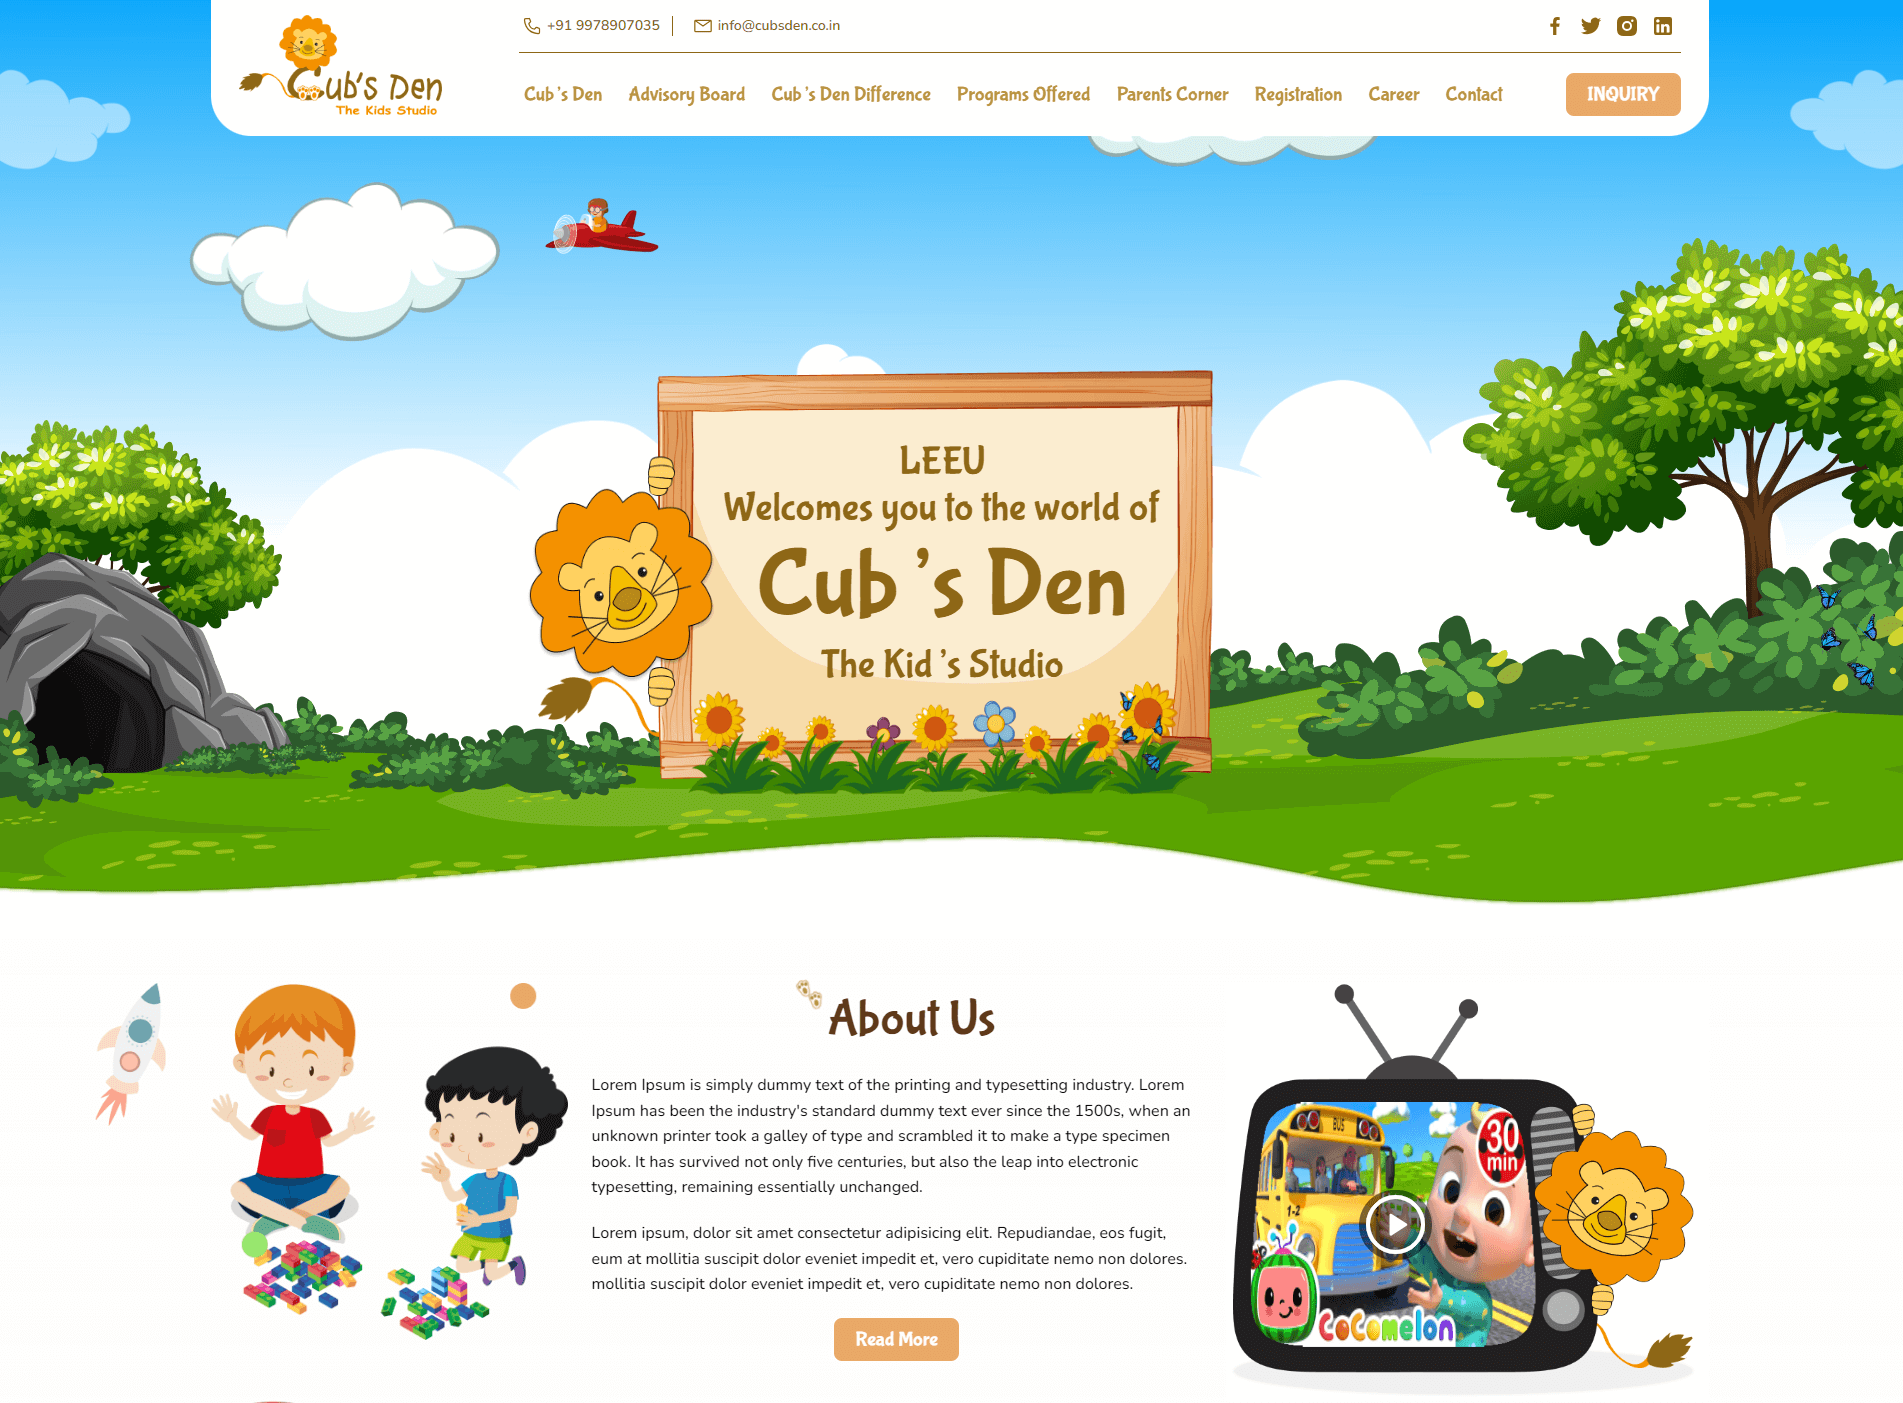 Cub's Den
The Kids Studio
+91 9978907035
info@cubsden.co.in
Cub 's Den
Advisory Board
Cub 's Den Difference
Programs Offered
Parents Corner
Registration
Career
Contact
INQUIRY
LEEU
Welcomes you to the world of
Cub 's Den
The Kid 's Studio
About Us
Lorem Ipsum is simply dummy text of the printing and typesetting industry. Lorem
Ipsum has been the industry's standard dummy text ever since the 1500s, when an
unknown printer took a galley of type and scrambled it to make a type specimen
book. It has survived not only five centuries, but also the leap into electronic
typesetting, remaining essentially unchanged.
Lorem ipsum, dolor sit amet consectetur adipisicing elit. Repudiandae, eos fugit,
eum at mollitia suscipit dolor eveniet impedit et, vero cupiditate nemo non dolores.
mollitia suscipit dolor eveniet impedit et, vero cupiditate nemo non dolores.
Read More
BUS
30
min
1-2
CoComelon